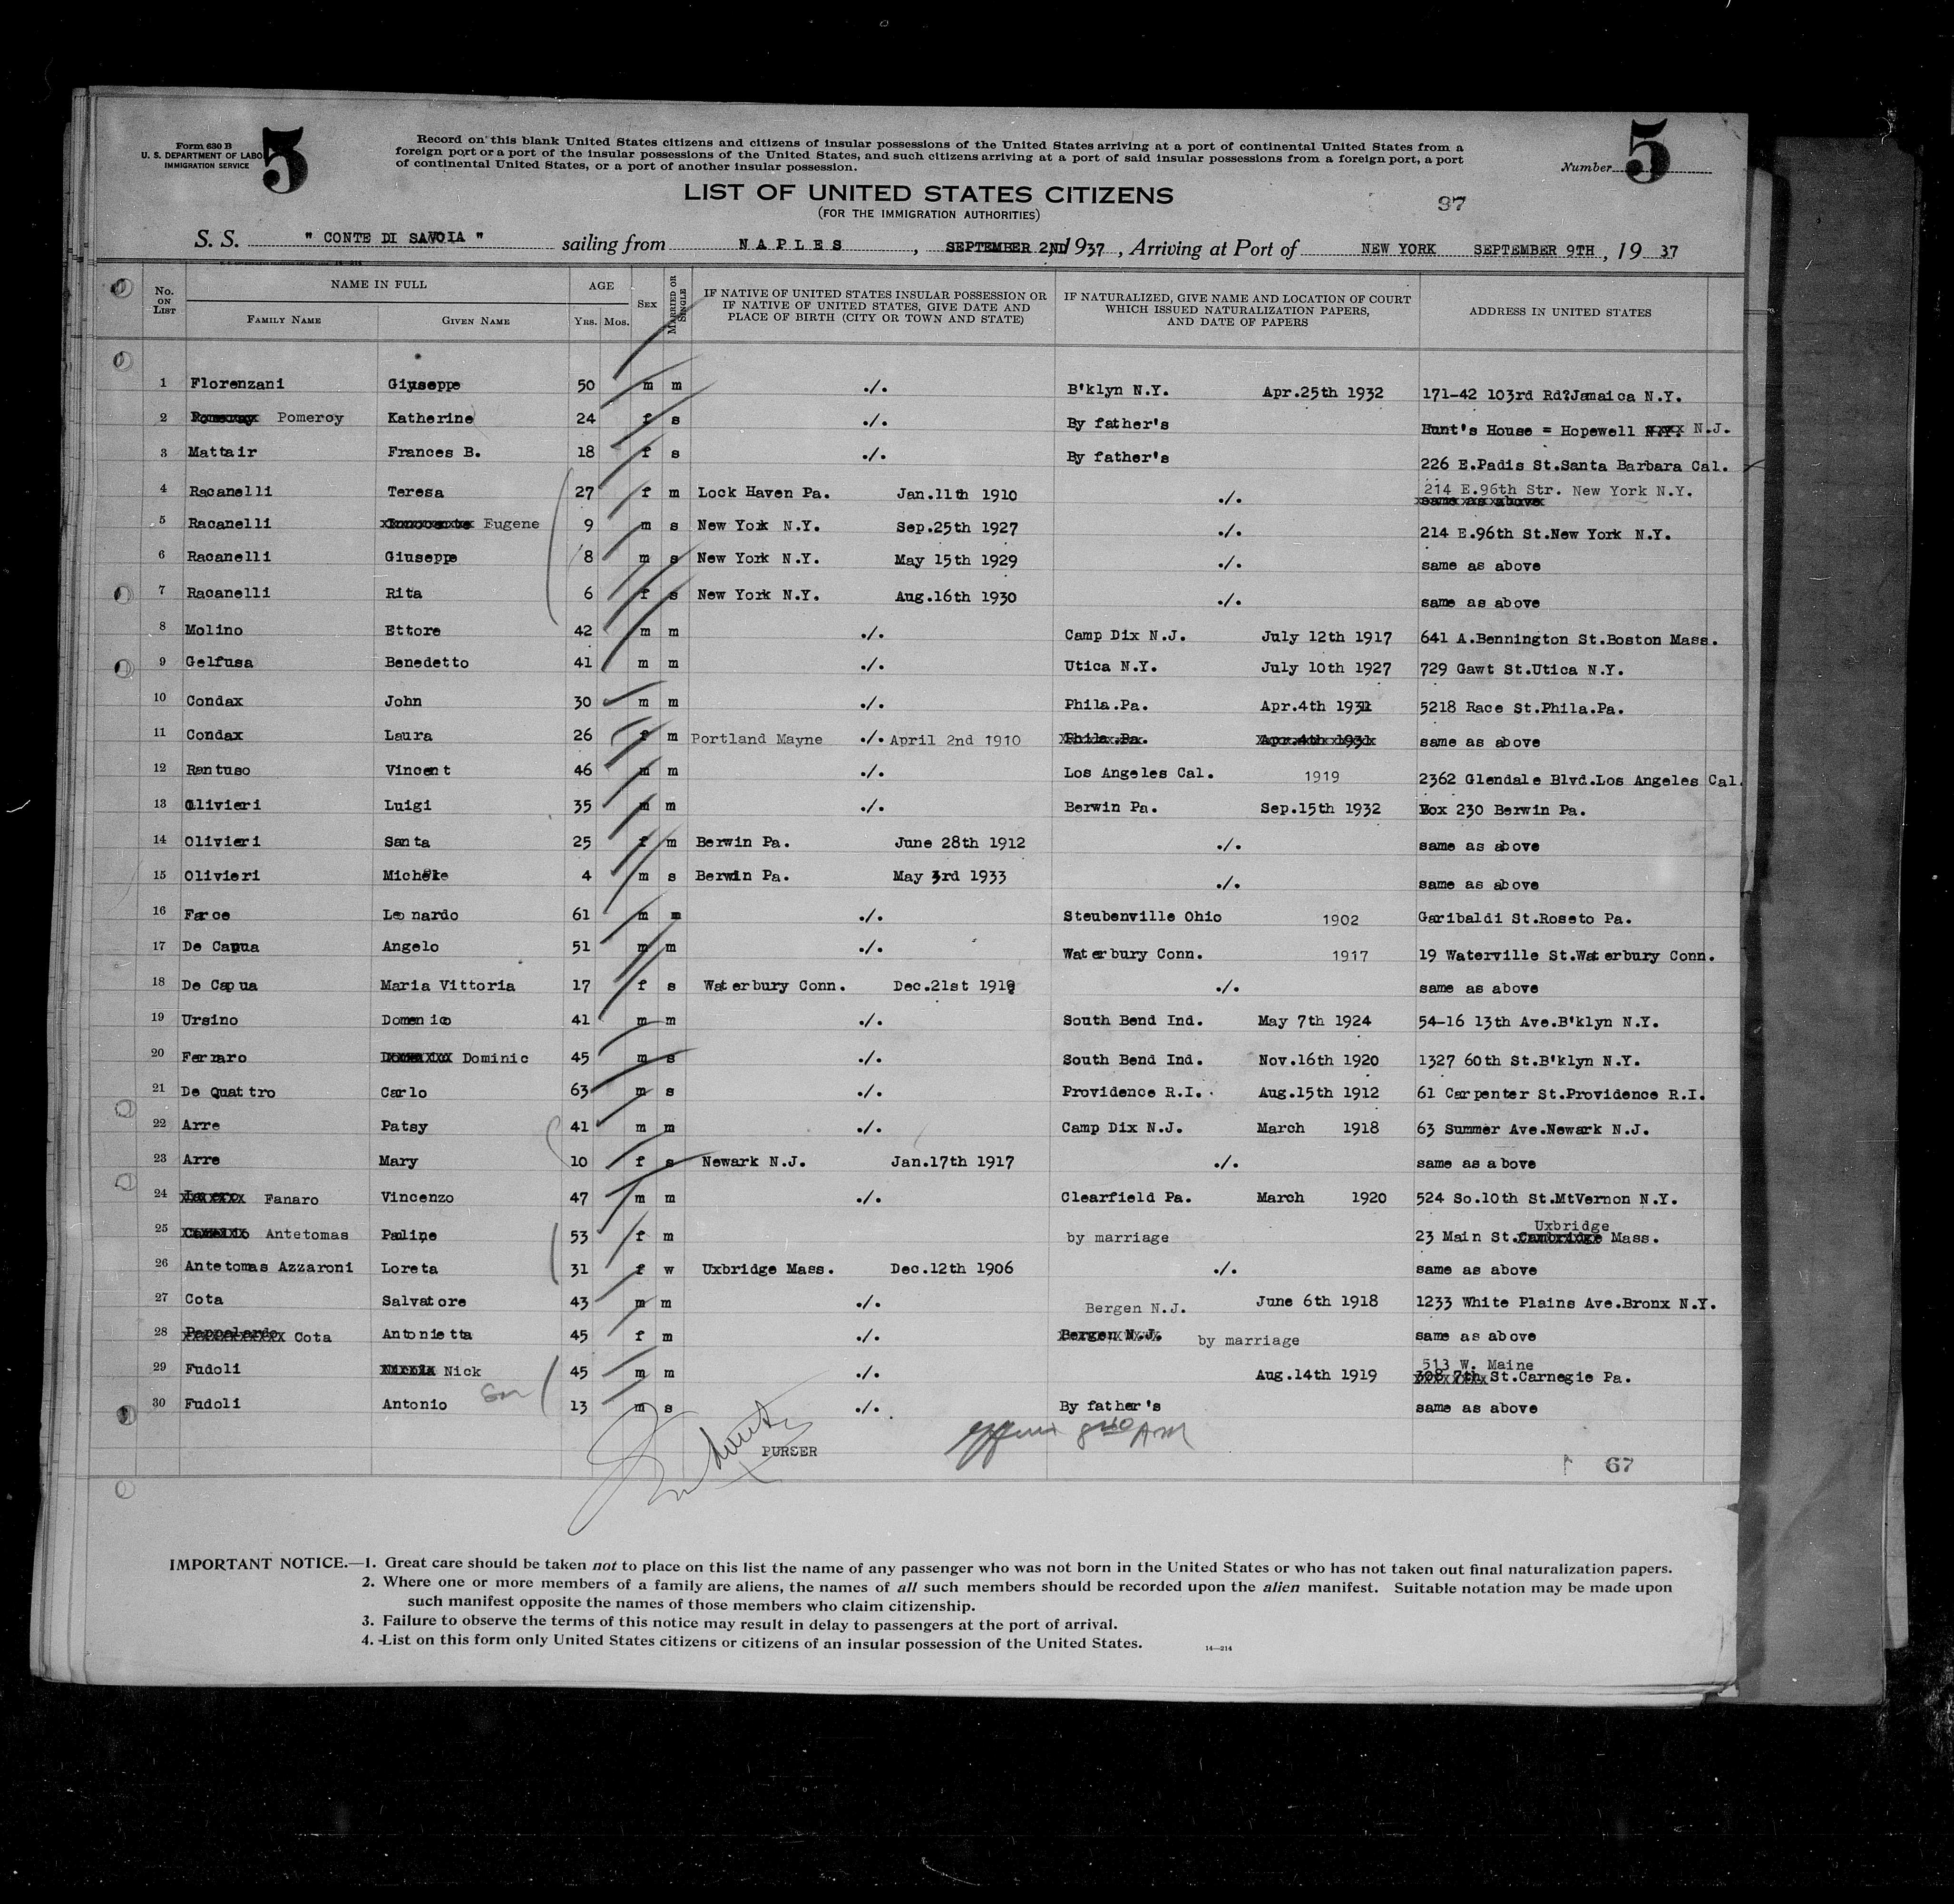 Form 630 B
U. S. DEPARTMENT OF LABO
IMMIGRATION SERVICE
5
Record on this blank United States citizens and citizens of insular possessions of the United States arriving at a port of continental United States from a
foreign port or a port of the insular possessions of the United States, and such citizens arriving at a port of said insular possessions from a foreign port, a port
of continental United States, or a port of another insular possession.
Number 5
LIST OF UNITED STATES CITIZENS
(FOR THE IMMIGRATION AUTHORITIES)
37
S. S. " CONTE DI SAVOIA " sailing from NAPLES, SEPTEMBER 2ND 1937, Arriving at Port of NEW YORK SEPTEMBER 9TH, 19 37
No. ON LIST NAME IN FULL AGE SEX MARRIED OR SINGLE IF NATIVE OF UNITED STATES INSULAR POSSESSION OR IF NATIVE OF UNITED STATES, GIVE DATE AND PLACE OF BIRTH (CITY OR TOWN AND STATE) IF NATURALIZED, GIVE NAME AND LOCATION OF COURT WHICH ISSUED NATURALIZATION PAPERS, AND DATE OF PAPERS ADDRESS IN UNITED STATES
FAMILY NAME GIVEN NAME YRS. MOS.
1 Florenzani Giuseppe 50 m m ./. B'klyn N.Y. Apr.25th 1932 171-42 103rd Rd?Jamaica N.Y.
2 Pomeroy Katherine 24 f s ./. By father's Hunt's House = Hopewell N.Y. N.J.
3 Mattair Frances B. 18 f s ./. By father's 226 E.Padis St.Santa Barbara Cal.
4 Racanelli Teresa 27 f m Lock Haven Pa. Jan.11th 1910 ./. 214 E.96th Str. New York N.Y.
same as above
5 Racanelli Eugene 9 m s New York N.Y. Sep.25th 1927 ./. 214 E.96th St.New York N.Y.
6 Racanelli Giuseppe 8 m s New York N.Y. May 15th 1929 ./. same as above
7 Racanelli Rita 6 f s New York N.Y. Aug.16th 1930 ./. same as above
8 Molino Ettore 42 m m ./. Camp Dix N.J. July 12th 1917 641 A.Bennington St.Boston Mass.
9 Gelfusa Benedetto 41 m m ./. Utica N.Y. July 10th 1927 729 Gawt St.Utica N.Y.
10 Condax John 30 m m ./. Phila.Pa. Apr.4th 1931 5218 Race St.Phila.Pa.
11 Condax Laura 26 f m Portland Mayne ./. April 2nd 1910 Phila.Pa. Apr.4th 1931 same as above
12 Rantuso Vincent 46 m m ./. Los Angeles Cal. 1919 2362 Glendale Blvd.Los Angeles Cal.
13 Olivieri Luigi 35 m m ./. Berwin Pa. Sep.15th 1932 Box 230 Berwin Pa.
14 Olivieri Santa 25 f m Berwin Pa. June 28th 1912 ./. same as above
15 Olivieri Michele 4 m s Berwin Pa. May 3rd 1933 ./. same as above
16 Farce Leonardo 61 m m ./. Steubenville Ohio 1902 Garibaldi St.Roseto Pa.
17 De Capua Angelo 51 m m ./. Waterbury Conn. 1917 19 Waterville St.Waterbury Conn.
18 De Capua Maria Vittoria 17 f s Waterbury Conn. Dec.21st ./. same as above
19 Ursino Domenico 41 m m ./. South Bend Ind. May 7th 1924 54-16 13th Ave.B'klyn N.Y.
20 Ferraro Dominic 45 m s ./. South Bend Ind. Nov.16th 1920 1327 60th St.B'klyn N.Y.
21 De Quattro Carlo 63 m s ./. Providence R.I. Aug.15th 1912 61 Carpenter St.Providence R.I.
22 Arre Patsy 41 m m ./. Camp Dix N.J. March 1918 63 Summer Ave.Newark N.J.
23 Arre Mary 10 f s Newark N.J. Jan.17th 1917 ./. same as above
24 Fanaro Vincenzo 47 m m ./. Clearfield Pa. March 1920 524 So.10th St.MtVernon N.Y.
Uxbridge
25 Antetomas Paline 53 f m by marriage 23 Main St.Cambridge Mass.
26 Antetomas Azzaroni Loreta 31 f w Uxbridge Mass. Dec.12th 1906 ./. same as above
27 Cota Salvatore 43 m m ./. Bergen N.J. June 6th 1918 1233 White Plains Ave.Bronx N.Y.
28 Pappalardo Cota Antonietta 45 f m ./. Bergen N.J. by marriage same as above
513 W. Maine
29 Fudoli Nicola Nick 45 m m ./. Aug.14th 1919 308 7th St.Carnegie Pa.
30 Fudoli Antonio Son 13 m s ./. By father's same as above
PURSER
67
IMPORTANT NOTICE.—1. Great care should be taken not to place on this list the name of any passenger who was not born in the United States or who has not taken out final naturalization papers.
2. Where one or more members of a family are aliens, the names of all such members should be recorded upon the alien manifest. Suitable notation may be made upon
such manifest opposite the names of those members who claim citizenship.
3. Failure to observe the terms of this notice may result in delay to passengers at the port of arrival.
4. List on this form only United States citizens or citizens of an insular possession of the United States.
14—214